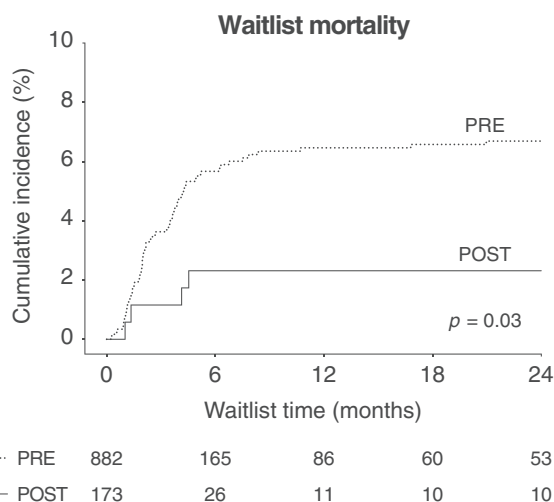 Waitlist mortality
10
8
6
4
2
0
Cumulative incidence (%)
PRE
POST
p = 0.03
0 6 12 18 24
Waitlist time (months)
PRE 882 165 86 60 53
POST 173 26 11 10 10